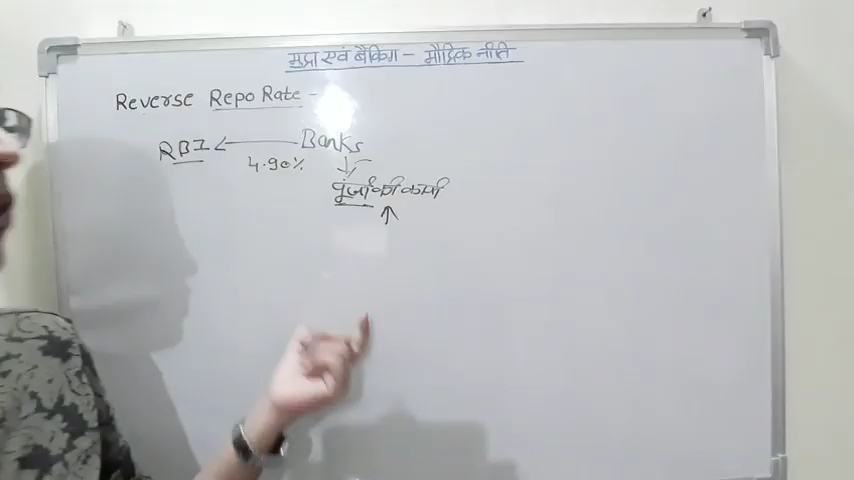 मुद्रा एवं बैंकिंग - मौद्रिक नीति
Reverse Repo Rate -
RBI ← Banks
4.90%
↓
पूंजी की कमी
↑